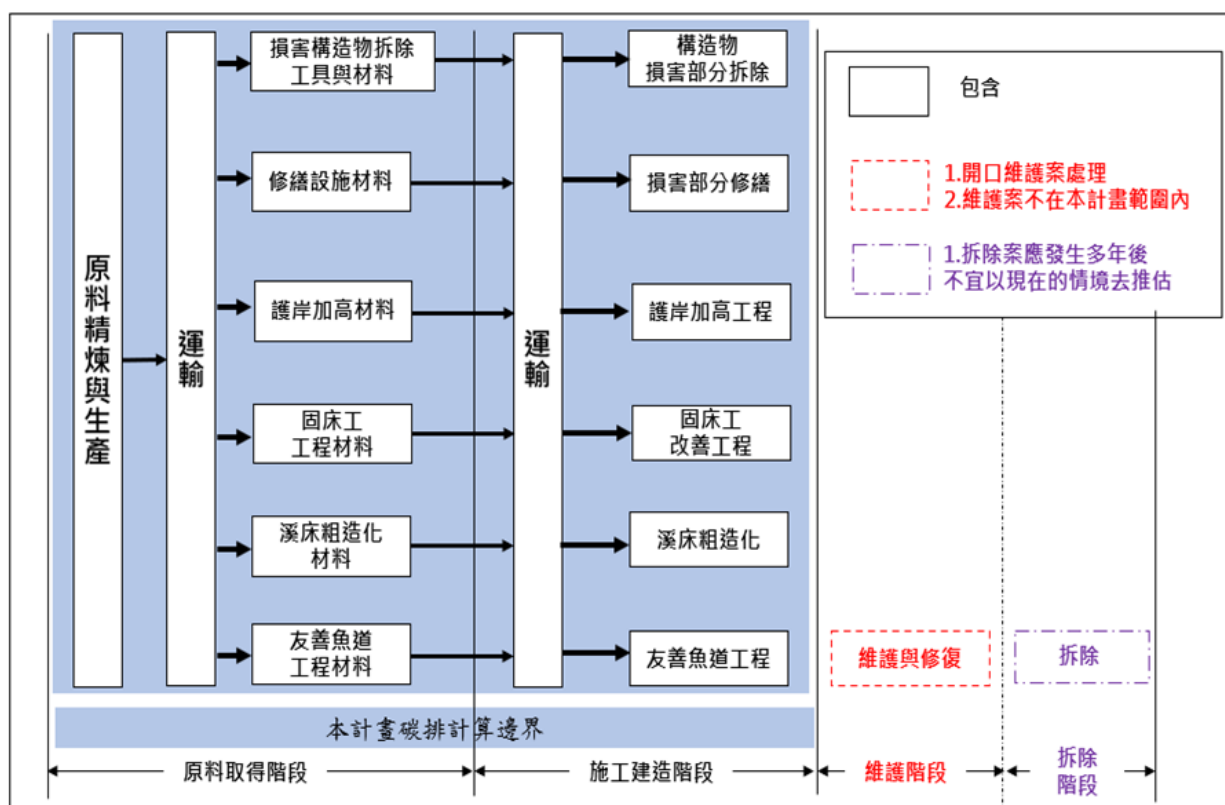 原料精煉與生產
運輸
損害構造物拆除
工具與材料
修繕設施材料
護岸加高材料
固床工
工程材料
溪床粗造化
材料
友善魚道
工程材料
運輸
構造物
損害部分拆除
損害部分修繕
護岸加高工程
固床工
改善工程
溪床粗造化
友善魚道工程
包含
1.開口維護案處理
2.維護案不在本計畫範圍內
1.拆除案應發生多年後
不宜以現在的情境去推估
維護與修復
拆除
本計畫碳排計算邊界
原料取得階段
施工建造階段
維護階段
拆除
階段